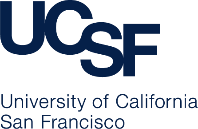 UCSF
University of California
San Francisco